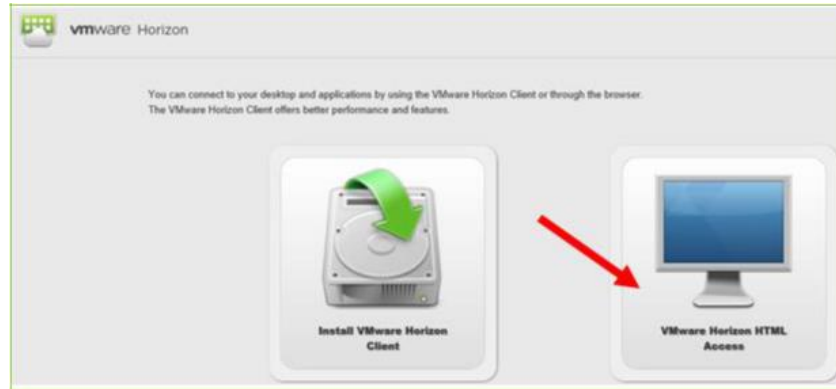 vmware Horizon
You can connect to your desktop and applications by using the VMware Horizon Client or through the browser.
The VMware Horizon Client offers better performance and features.
Install VMware Horizon
Client
VMware Horizon HTML
Access